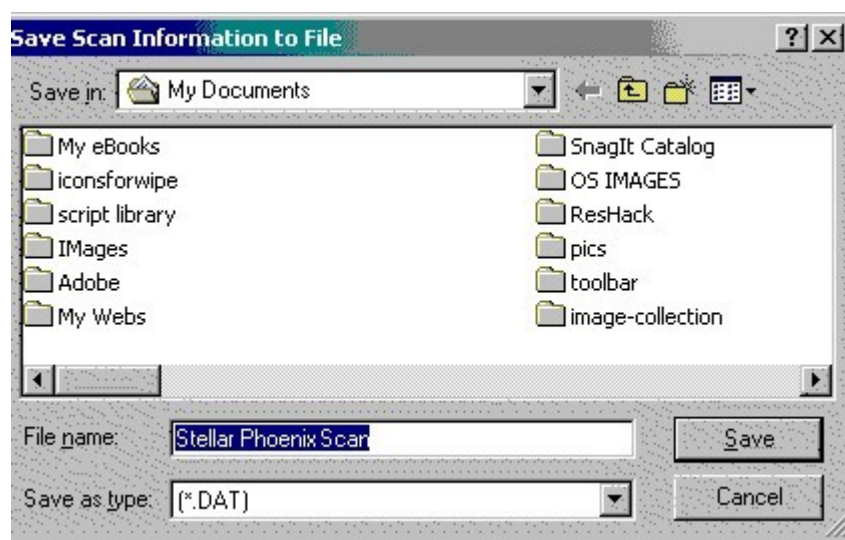 Save Scan Information to File
Save in: My Documents
My eBooks
iconsforwipe
script library
IMages
Adobe
My Webs
SnagIt Catalog
OS IMAGES
ResHack
pics
toolbar
image-collection
File name: Stellar Phoenix Scan Save
Save as type: (*.DAT) Cancel